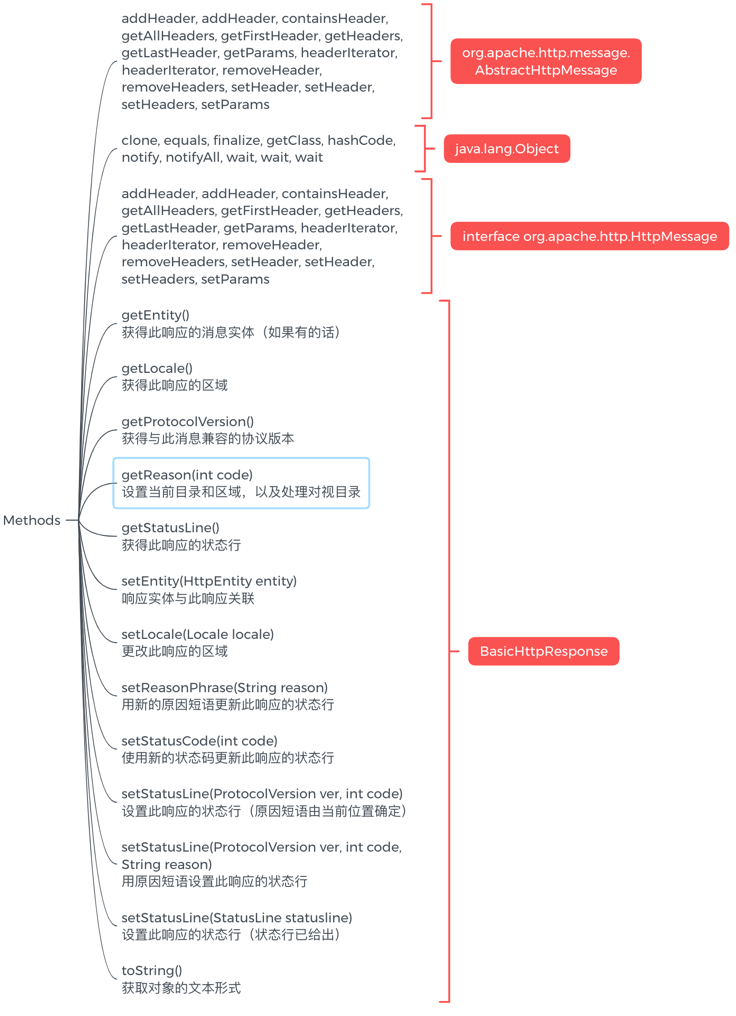 addHeader, addHeader, containsHeader,
getAllHeaders, getFirstHeader, getHeaders,
getLastHeader, getParams, headerIterator,
headerIterator, removeHeader,
removeHeaders, setHeader, setHeader,
setHeaders, setParams
org.apache.http.message.
AbstractHttpMessage
clone, equals, finalize, getClass, hashCode,
notify, notifyAll, wait, wait, wait
java.lang.Object
addHeader, addHeader, containsHeader,
getAllHeaders, getFirstHeader, getHeaders,
getLastHeader, getParams, headerIterator,
headerIterator, removeHeader,
removeHeaders, setHeader, setHeader,
setHeaders, setParams
interface org.apache.http.HttpMessage
Methods
getEntity()
获得此响应的消息实体（如果有的话）
getLocale()
获得此响应的区域
getProtocolVersion()
获得与此消息兼容的协议版本
getReason(int code)
设置当前目录和区域，以及处理对视目录
getStatusLine()
获得此响应的状态行
setEntity(HttpEntity entity)
响应实体与此响应关联
setLocale(Locale locale)
更改此响应的区域
setReasonPhrase(String reason)
用新的原因短语更新此响应的状态行
setStatusCode(int code)
使用新的状态码更新此响应的状态行
setStatusLine(ProtocolVersion ver, int code)
设置此响应的状态行（原因短语由当前位置确定）
setStatusLine(ProtocolVersion ver, int code,
String reason)
用原因短语设置此响应的状态行
setStatusLine(StatusLine statusline)
设置此响应的状态行（状态行已给出）
toString()
获取对象的文本形式
BasicHttpResponse